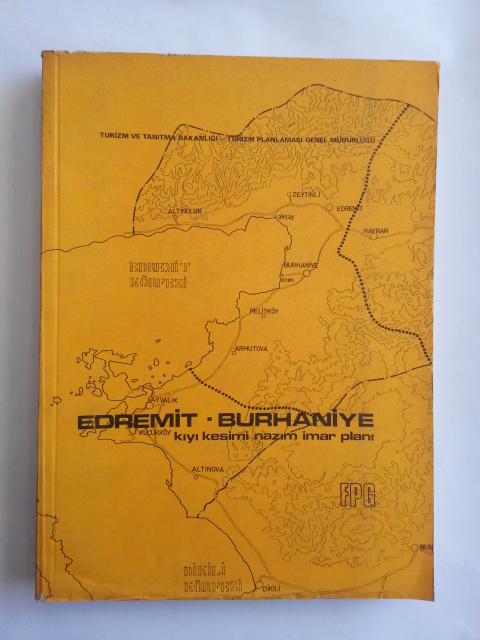 TURİZM VE TANITMA BAKANLIĞI - TURİZM PLANLAMASI GENEL MÜDÜRLÜĞÜ
ZEYTİNLİ
EDREMİT
ALTINOLUK
akçay
HAVRAN
EDREMİT
KÖRFEZİ
BURHANİYE
ören
PELİTKÖY
ARMUTOVA
AYVALIK
EDREMİT · BURHANİYE
KÜÇÜKKÖY
kıyı kesimi nazım imar planı
ALTINOVA
FPG
BER
DİKİLİ
KÖRFEZİ
DİKİLİ